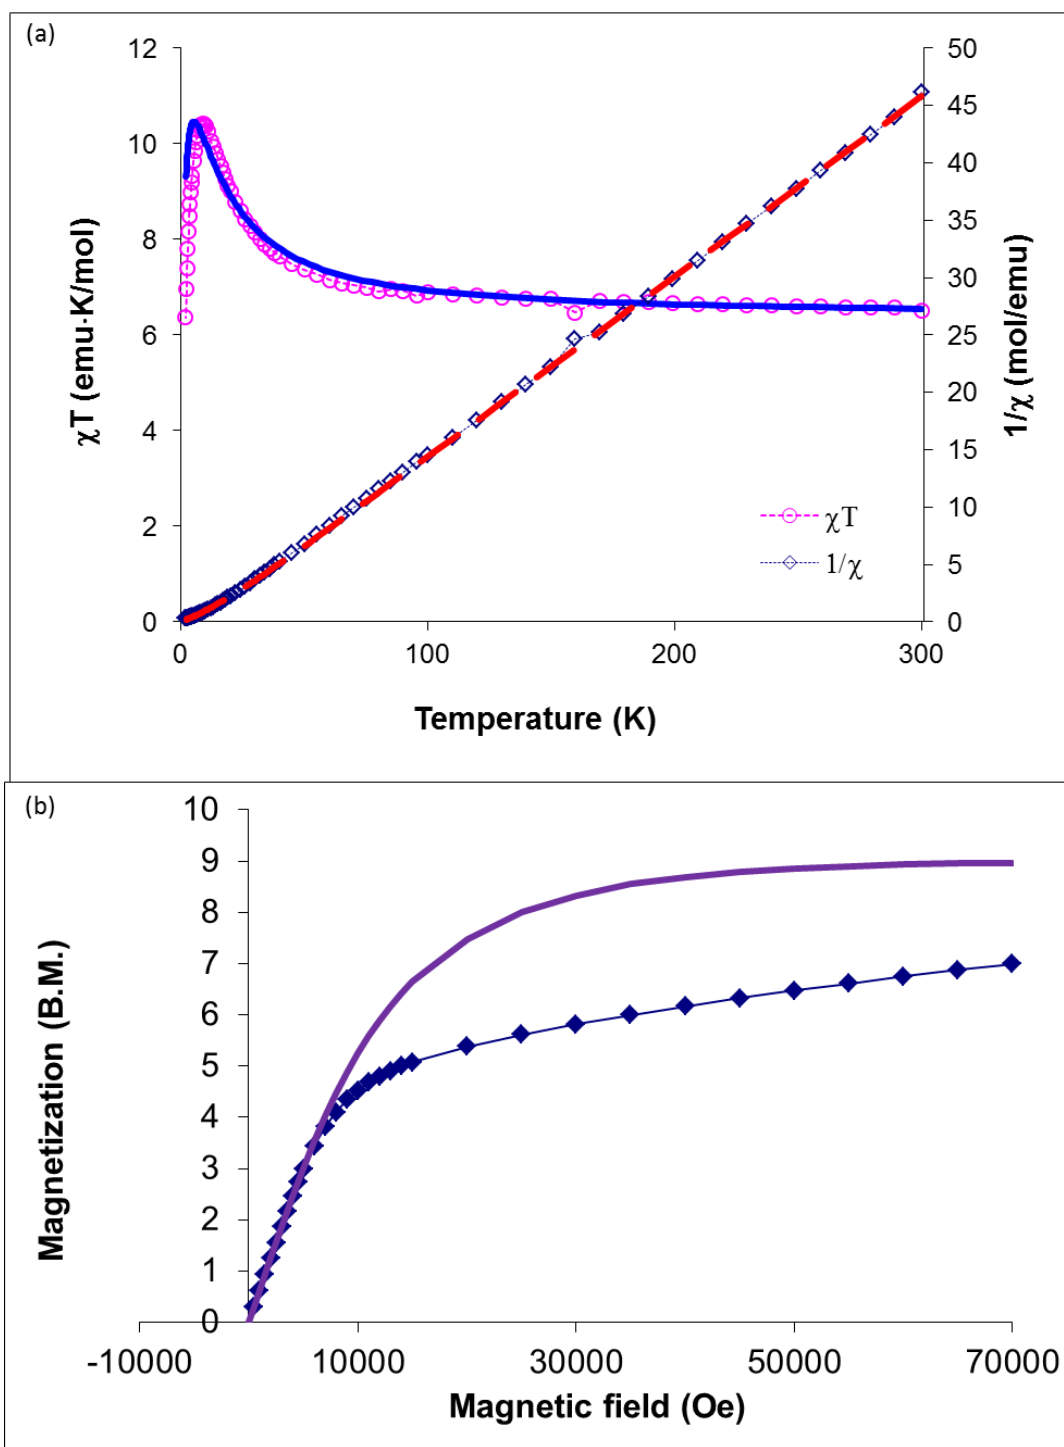 (a)
12
10
8
6
4
2
0
χT (emu·K/mol)
50
45
40
35
30
25
20
15
10
5
0
1/χ (mol/emu)
χT
1/χ
0 100 200 300
Temperature (K)
(b)
10
9
8
7
6
5
4
3
2
1
0
Magnetization (B.M.)
-10000 10000 30000 50000 70000
Magnetic field (Oe)